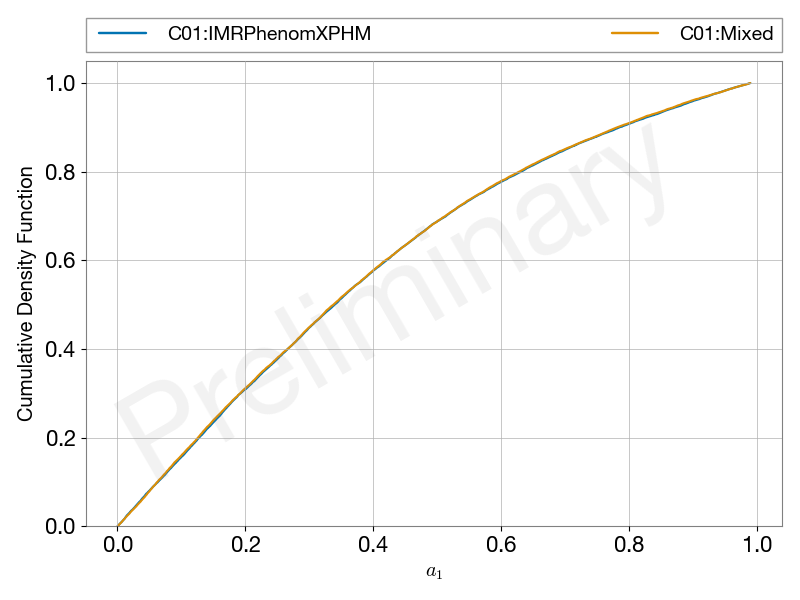 C01:IMRPhenomXPHM C01:Mixed
Cumulative Density Function
1.0
0.8
0.6
0.4
0.2
0.0
Preliminary
0.0 0.2 0.4 0.6 0.8 1.0
a₁